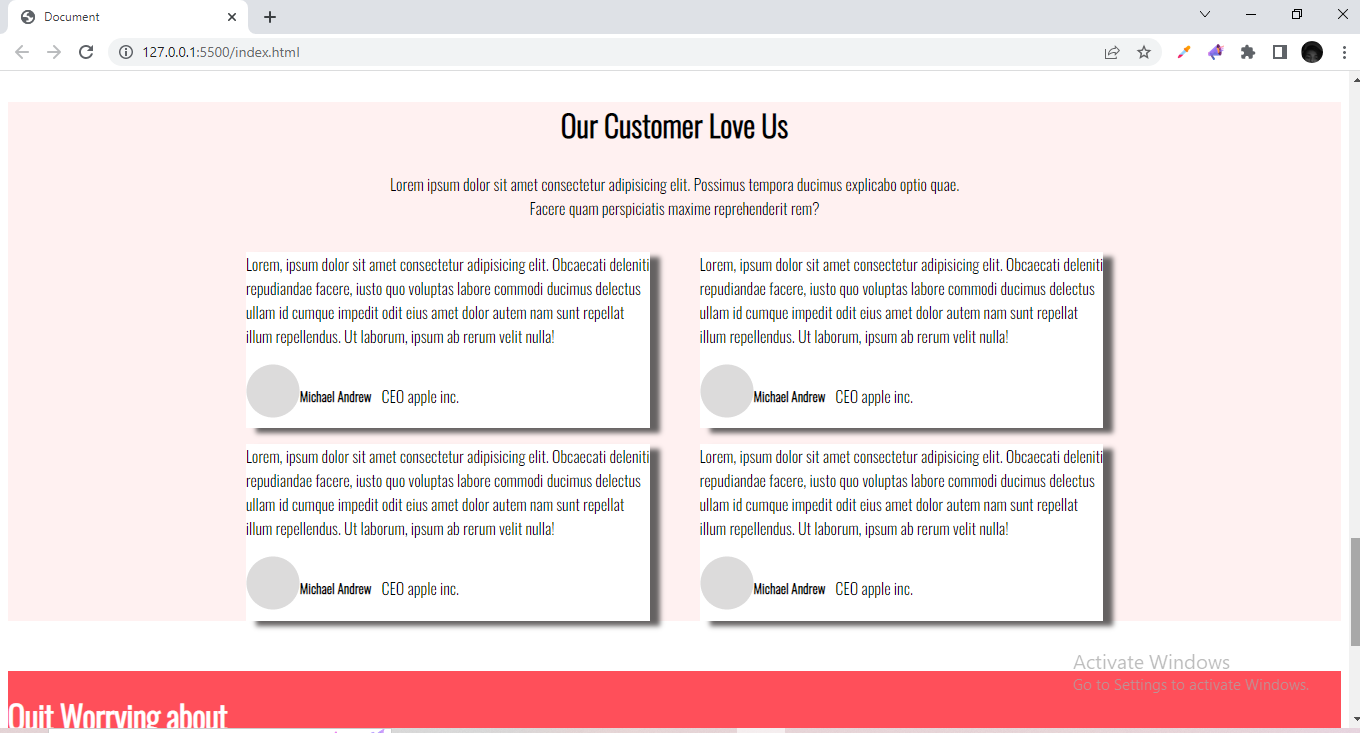 Document
127.0.0.1:5500/index.html
Our Customer Love Us
Lorem ipsum dolor sit amet consectetur adipisicing elit. Possimus tempora ducimus explicabo optio quae.
Facere quam perspiciatis maxime reprehenderit rem?
Lorem, ipsum dolor sit amet consectetur adipisicing elit. Obcaecati deleniti
repudiandae facere, iusto quo voluptas labore commodi ducimus delectus
ullam id cumque impedit odit eius amet dolor autem nam sunt repellat
illum repellendus. Ut laborum, ipsum ab rerum velit nulla!
Michael Andrew CEO apple inc.
Lorem, ipsum dolor sit amet consectetur adipisicing elit. Obcaecati deleniti
repudiandae facere, iusto quo voluptas labore commodi ducimus delectus
ullam id cumque impedit odit eius amet dolor autem nam sunt repellat
illum repellendus. Ut laborum, ipsum ab rerum velit nulla!
Michael Andrew CEO apple inc.
Lorem, ipsum dolor sit amet consectetur adipisicing elit. Obcaecati deleniti
repudiandae facere, iusto quo voluptas labore commodi ducimus delectus
ullam id cumque impedit odit eius amet dolor autem nam sunt repellat
illum repellendus. Ut laborum, ipsum ab rerum velit nulla!
Michael Andrew CEO apple inc.
Lorem, ipsum dolor sit amet consectetur adipisicing elit. Obcaecati deleniti
repudiandae facere, iusto quo voluptas labore commodi ducimus delectus
ullam id cumque impedit odit eius amet dolor autem nam sunt repellat
illum repellendus. Ut laborum, ipsum ab rerum velit nulla!
Michael Andrew CEO apple inc.
Activate Windows
Go to Settings to activate Windows.
Quit Worrying about